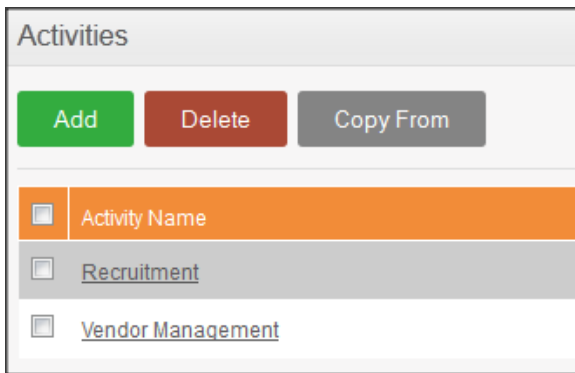 Activities
Add Delete Copy From
Activity Name
Recruitment
Vendor Management